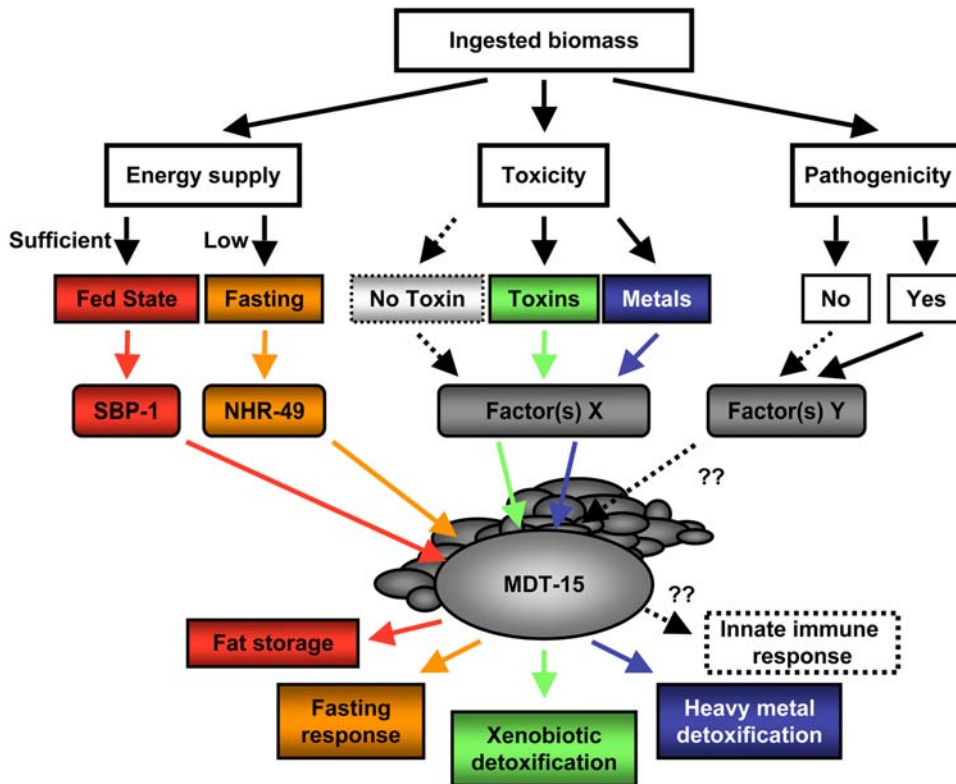 Ingested biomass
Energy supply
Toxicity
Pathogenicity
Sufficient
Low
Fed State
Fasting
No Toxin
Toxins
Metals
No
Yes
SBP-1
NHR-49
Factor(s) X
Factor(s) Y
??
MDT-15
??
Fat storage
Innate immune
response
Fasting
response
Xenobiotic
detoxification
Heavy metal
detoxification